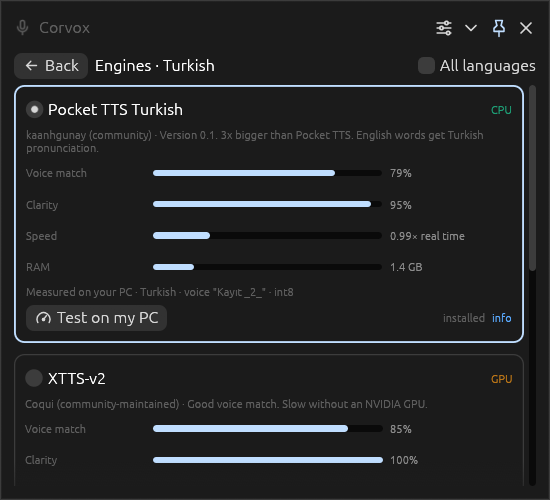 Corvox
Back
Engines · Turkish
All languages
Pocket TTS Turkish
CPU
kaanhgunay (community) · Version 0.1. 3x bigger than Pocket TTS. English words get Turkish
pronunciation.
Voice match
79%
Clarity
95%
Speed
0.99× real time
RAM
1.4 GB
Measured on your PC · Turkish · voice "Kayıt _2_" · int8
Test on my PC
installed
info
XTTS-v2
GPU
Coqui (community-maintained) · Good voice match. Slow without an NVIDIA GPU.
Voice match
85%
Clarity
100%